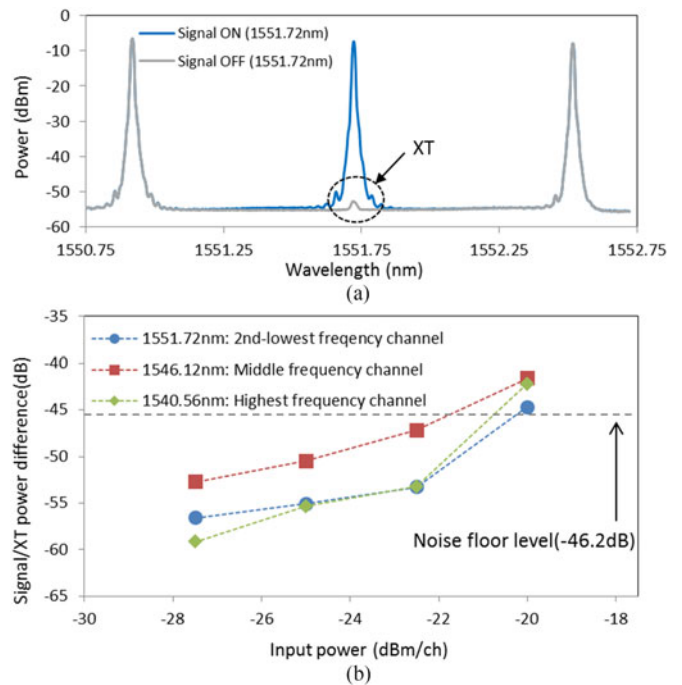 0
-10
-20
-30
-40
-50
-60
Power (dBm)
Signal ON (1551.72nm)
Signal OFF (1551.72nm)
XT
1550.75
1551.25
1551.75
1552.25
1552.75
Wavelength (nm)
(a)
-35
-40
-45
-50
-55
-60
-65
Signal/XT power difference(dB)
1551.72nm: 2nd-lowest freqency channel
1546.12nm: Middle frequency channel
1540.56nm: Highest frequency channel
Noise floor level(-46.2dB)
-30
-28
-26
-24
-22
-20
-18
Input power (dBm/ch)
(b)